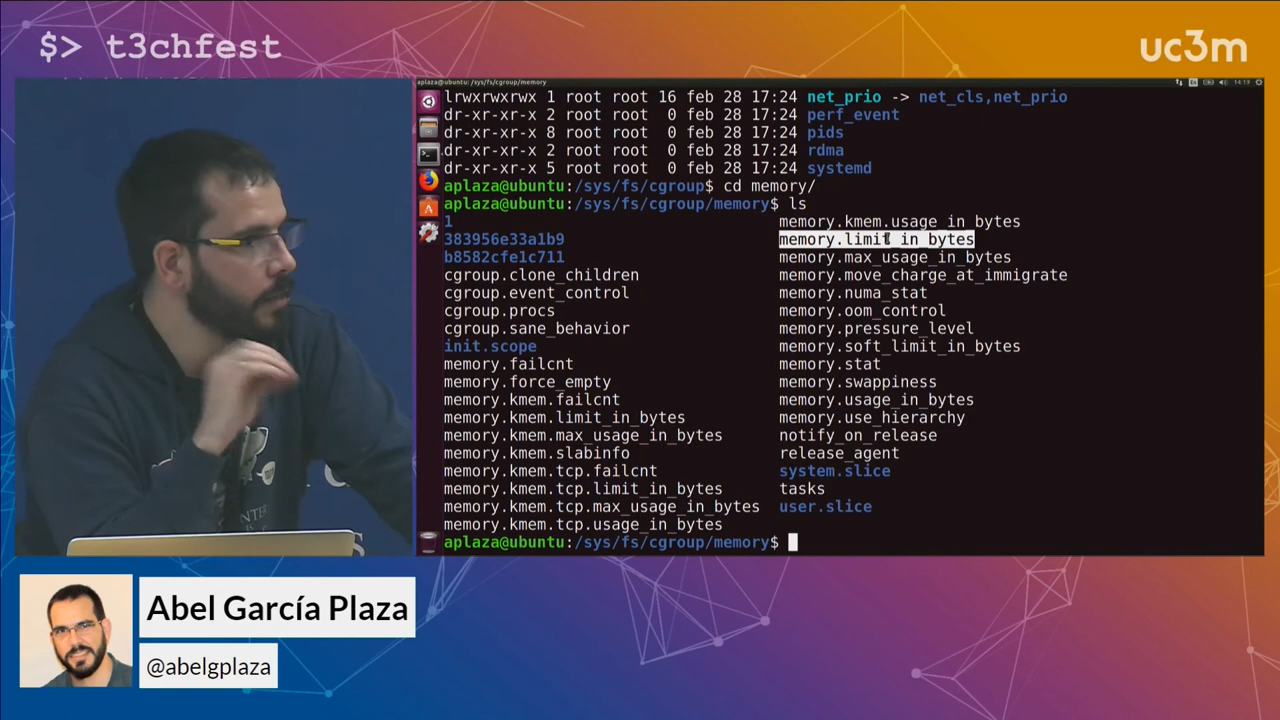 $> t3chfest
uc3m
aplaza@ubuntu: /sys/fs/cgroup/memory
14:19
lrwxrwxrwx 1 root root 16 feb 28 17:24 net_prio -> net_cls,net_prio
dr-xr-xr-x 2 root root  0 feb 28 17:24 perf_event
dr-xr-xr-x 8 root root  0 feb 28 17:24 pids
dr-xr-xr-x 2 root root  0 feb 28 17:24 rdma
dr-xr-xr-x 5 root root  0 feb 28 17:24 systemd
aplaza@ubuntu:/sys/fs/cgroup$ cd memory/
aplaza@ubuntu:/sys/fs/cgroup/memory$ ls
1 memory.kmem.usage_in_bytes
383956e33a1b9 memory.limit_in_bytes
b8582cfe1c711 memory.max_usage_in_bytes
cgroup.clone_children memory.move_charge_at_immigrate
cgroup.event_control memory.numa_stat
cgroup.procs memory.oom_control
cgroup.sane_behavior memory.pressure_level
init.scope memory.soft_limit_in_bytes
memory.failcnt memory.stat
memory.force_empty memory.swappiness
memory.kmem.failcnt memory.usage_in_bytes
memory.kmem.limit_in_bytes memory.use_hierarchy
memory.kmem.max_usage_in_bytes notify_on_release
memory.kmem.slabinfo release_agent
memory.kmem.tcp.failcnt system.slice
memory.kmem.tcp.limit_in_bytes tasks
memory.kmem.tcp.max_usage_in_bytes user.slice
memory.kmem.tcp.usage_in_bytes
aplaza@ubuntu:/sys/fs/cgroup/memory$
Abel García Plaza
@abelgplaza